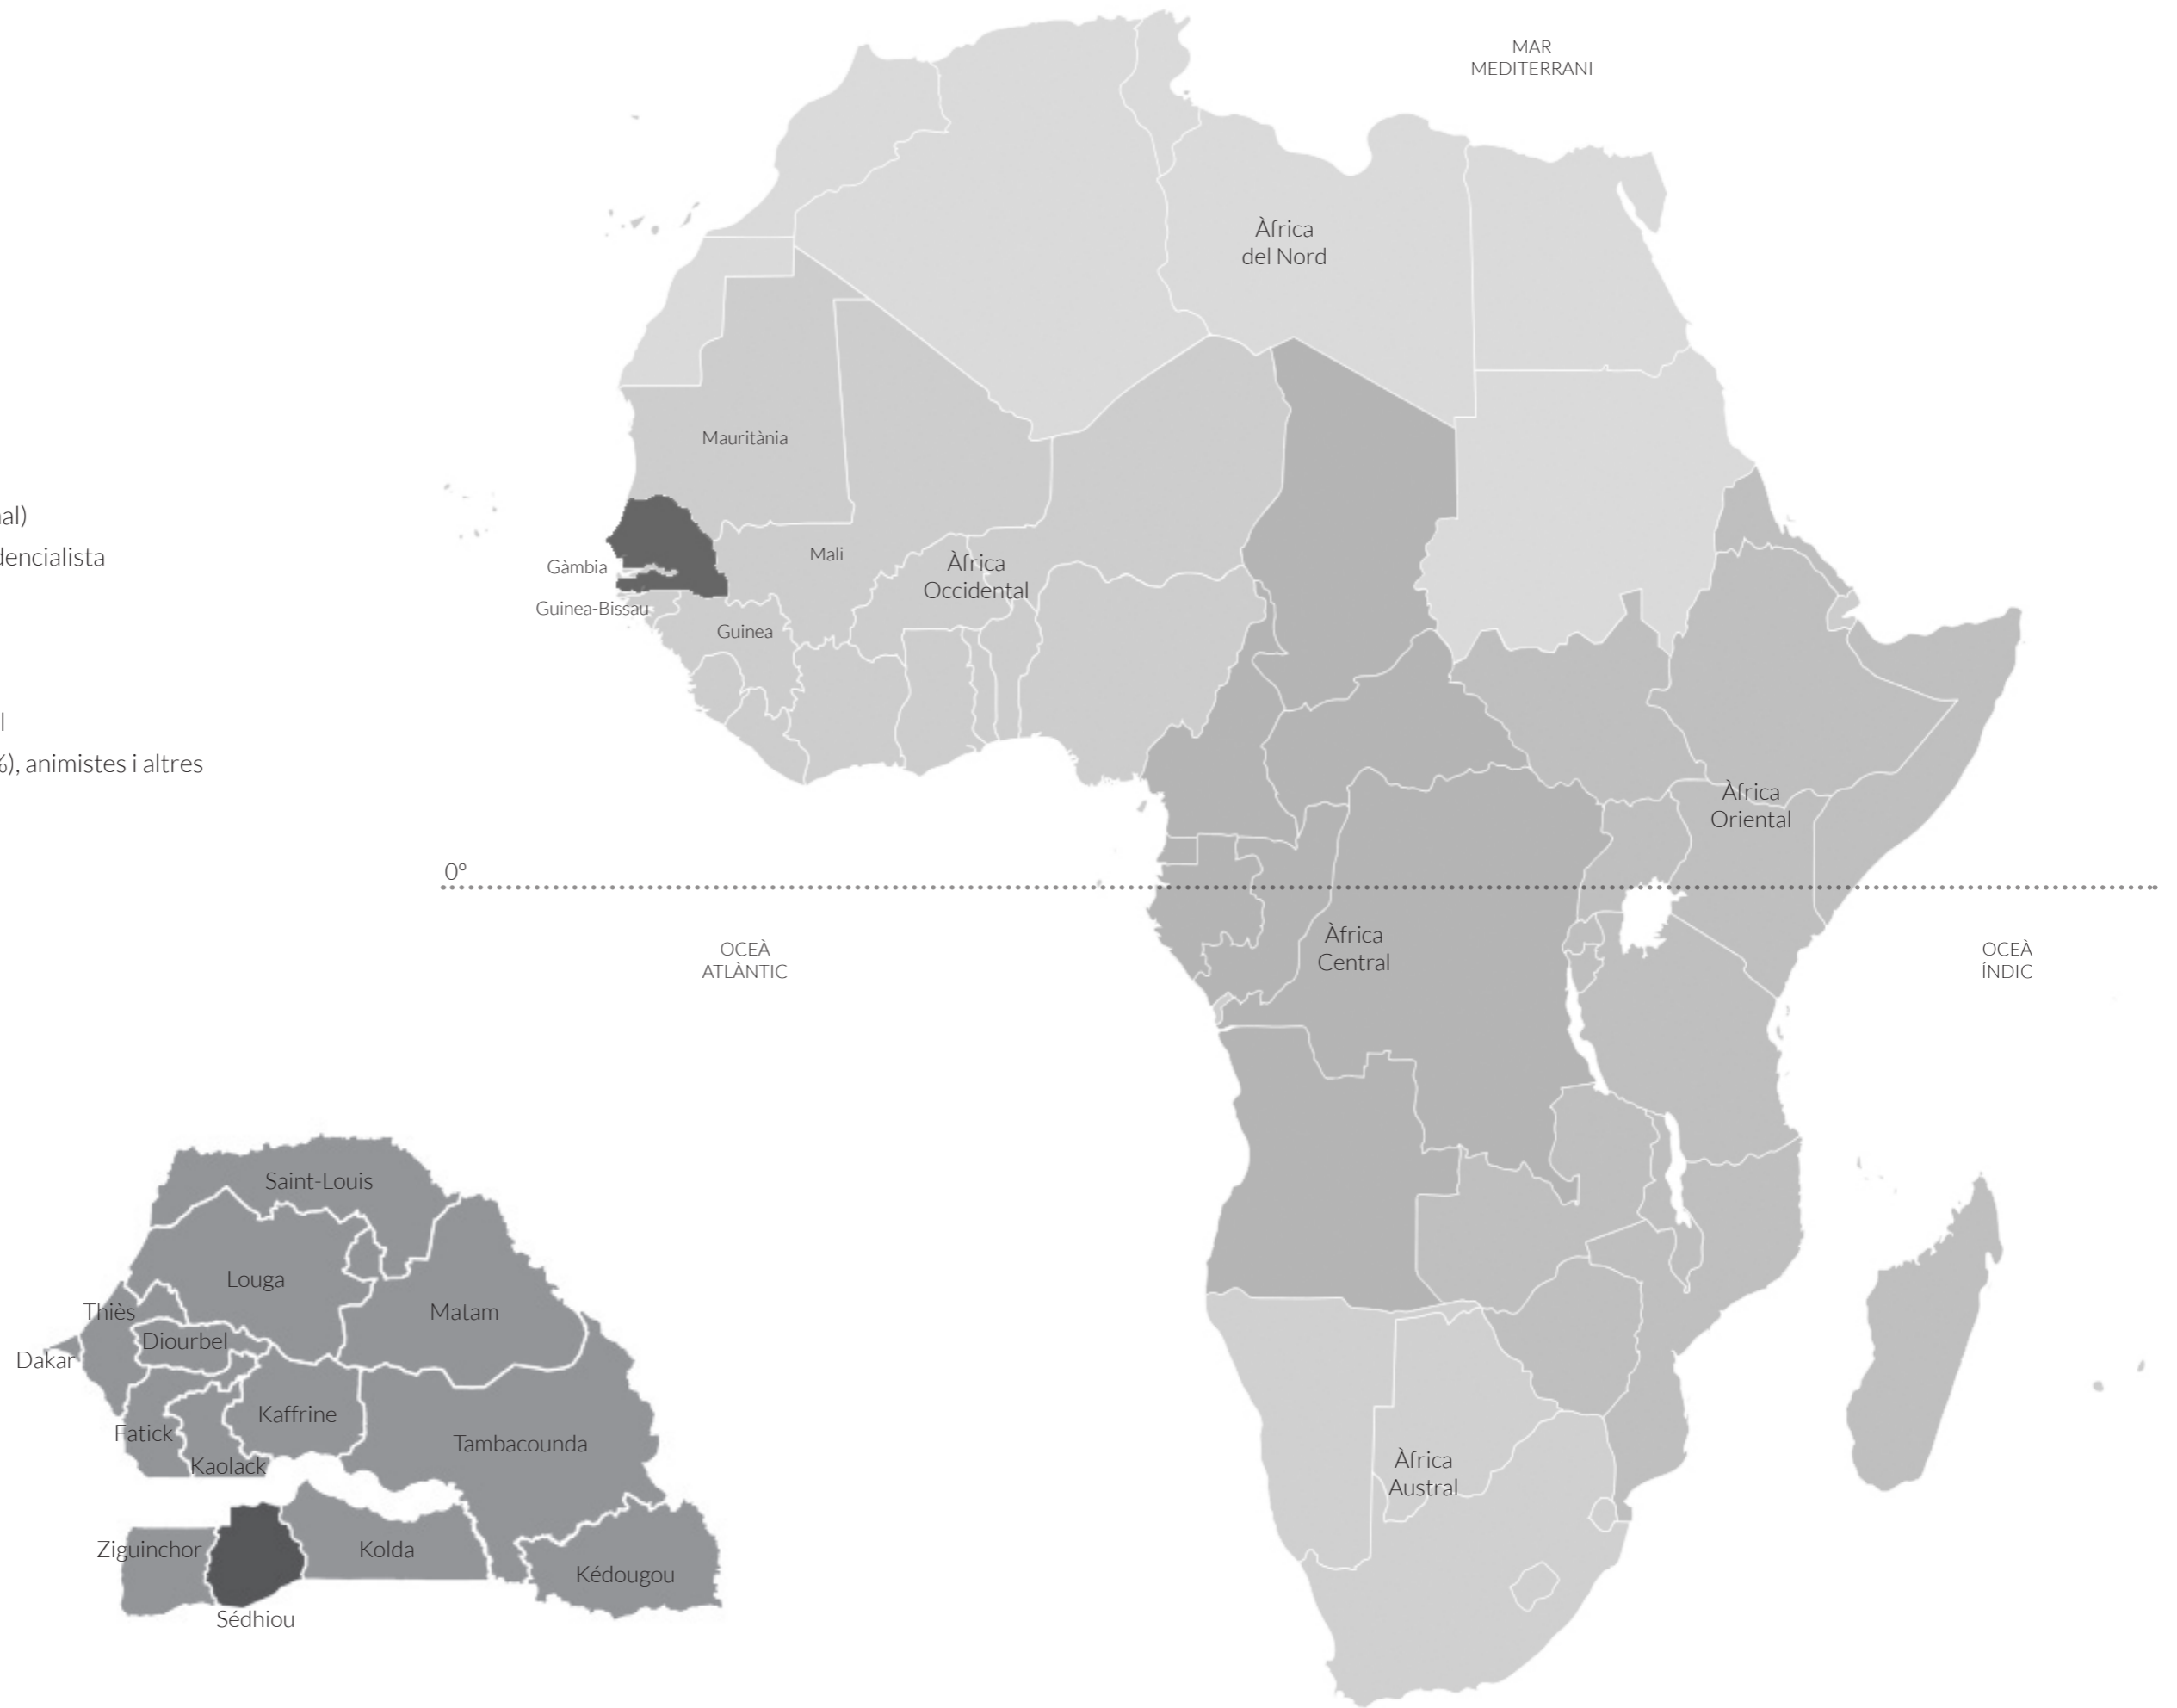 al)
dencialista
l
%), animistes i altres
MAR
MEDITERRANI
Àfrica
del Nord
Mauritània
Mali
Gàmbia
Guinea-Bissau
Guinea
Àfrica
Occidental
Àfrica
Oriental
0º
Àfrica
Central
OCEÀ
ATLÀNTIC
OCEÀ
ÍNDIC
Àfrica
Austral
Saint-Louis
Louga
Matam
Thiès
Diourbel
Dakar
Kaffrine
Fatick
Tambacounda
Kaolack
Ziguinchor
Kolda
Kédougou
Sédhiou